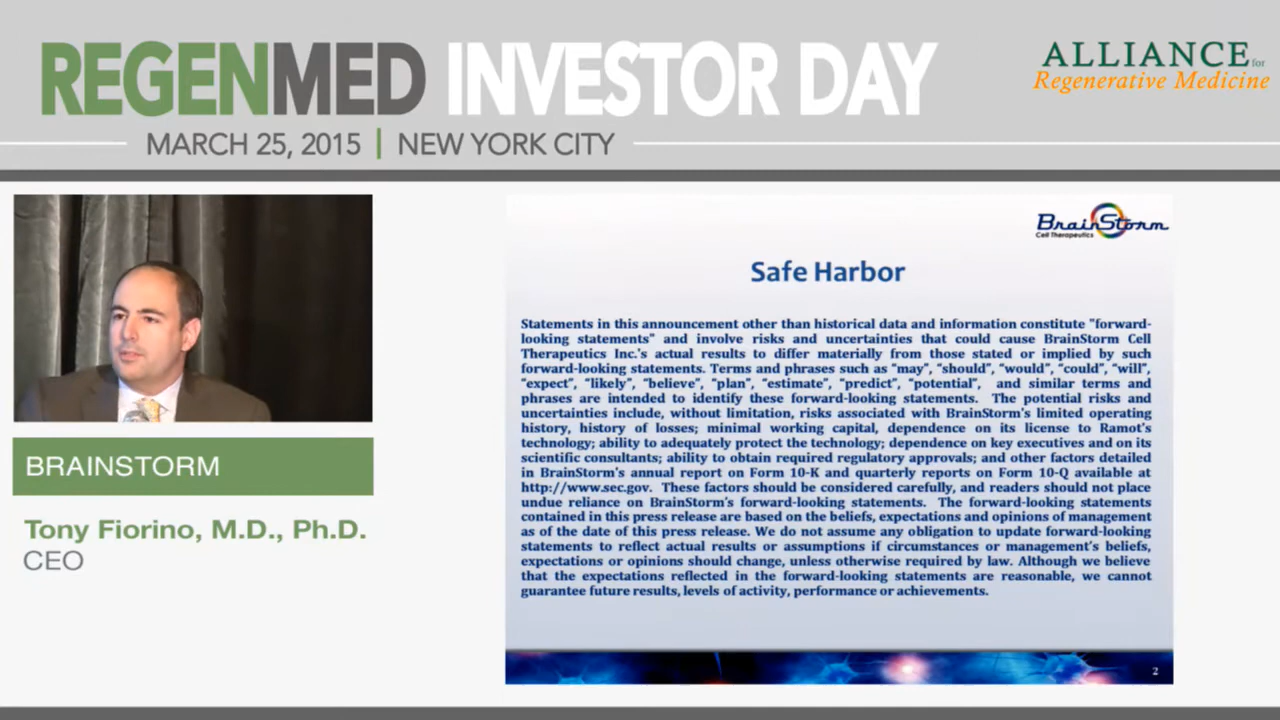 REGENMED INVESTOR DAY
MARCH 25, 2015 | NEW YORK CITY
ALLIANCE for
Regenerative Medicine
BRAINSTORM
Tony Fiorino, M.D., Ph.D.
CEO
BrainStorm
Cell Therapeutics
Safe Harbor
Statements in this announcement other than historical data and information constitute "forward-
looking statements" and involve risks and uncertainties that could cause BrainStorm Cell
Therapeutics Inc.'s actual results to differ materially from those stated or implied by such
forward-looking statements. Terms and phrases such as "may", "should", "would", "could", "will",
"expect", "likely", "believe", "plan", "estimate", "predict", "potential", and similar terms and
phrases are intended to identify these forward-looking statements. The potential risks and
uncertainties include, without limitation, risks associated with BrainStorm's limited operating
history, history of losses; minimal working capital, dependence on its license to Ramot's
technology; ability to adequately protect the technology; dependence on key executives and on its
scientific consultants; ability to obtain required regulatory approvals; and other factors detailed
in BrainStorm's annual report on Form 10-K and quarterly reports on Form 10-Q available at
http://www.sec.gov. These factors should be considered carefully, and readers should not place
undue reliance on BrainStorm's forward-looking statements. The forward-looking statements
contained in this press release are based on the beliefs, expectations and opinions of management
as of the date of this press release. We do not assume any obligation to update forward-looking
statements to reflect actual results or assumptions if circumstances or management's beliefs,
expectations or opinions should change, unless otherwise required by law. Although we believe
that the expectations reflected in the forward-looking statements are reasonable, we cannot
guarantee future results, levels of activity, performance or achievements.
2